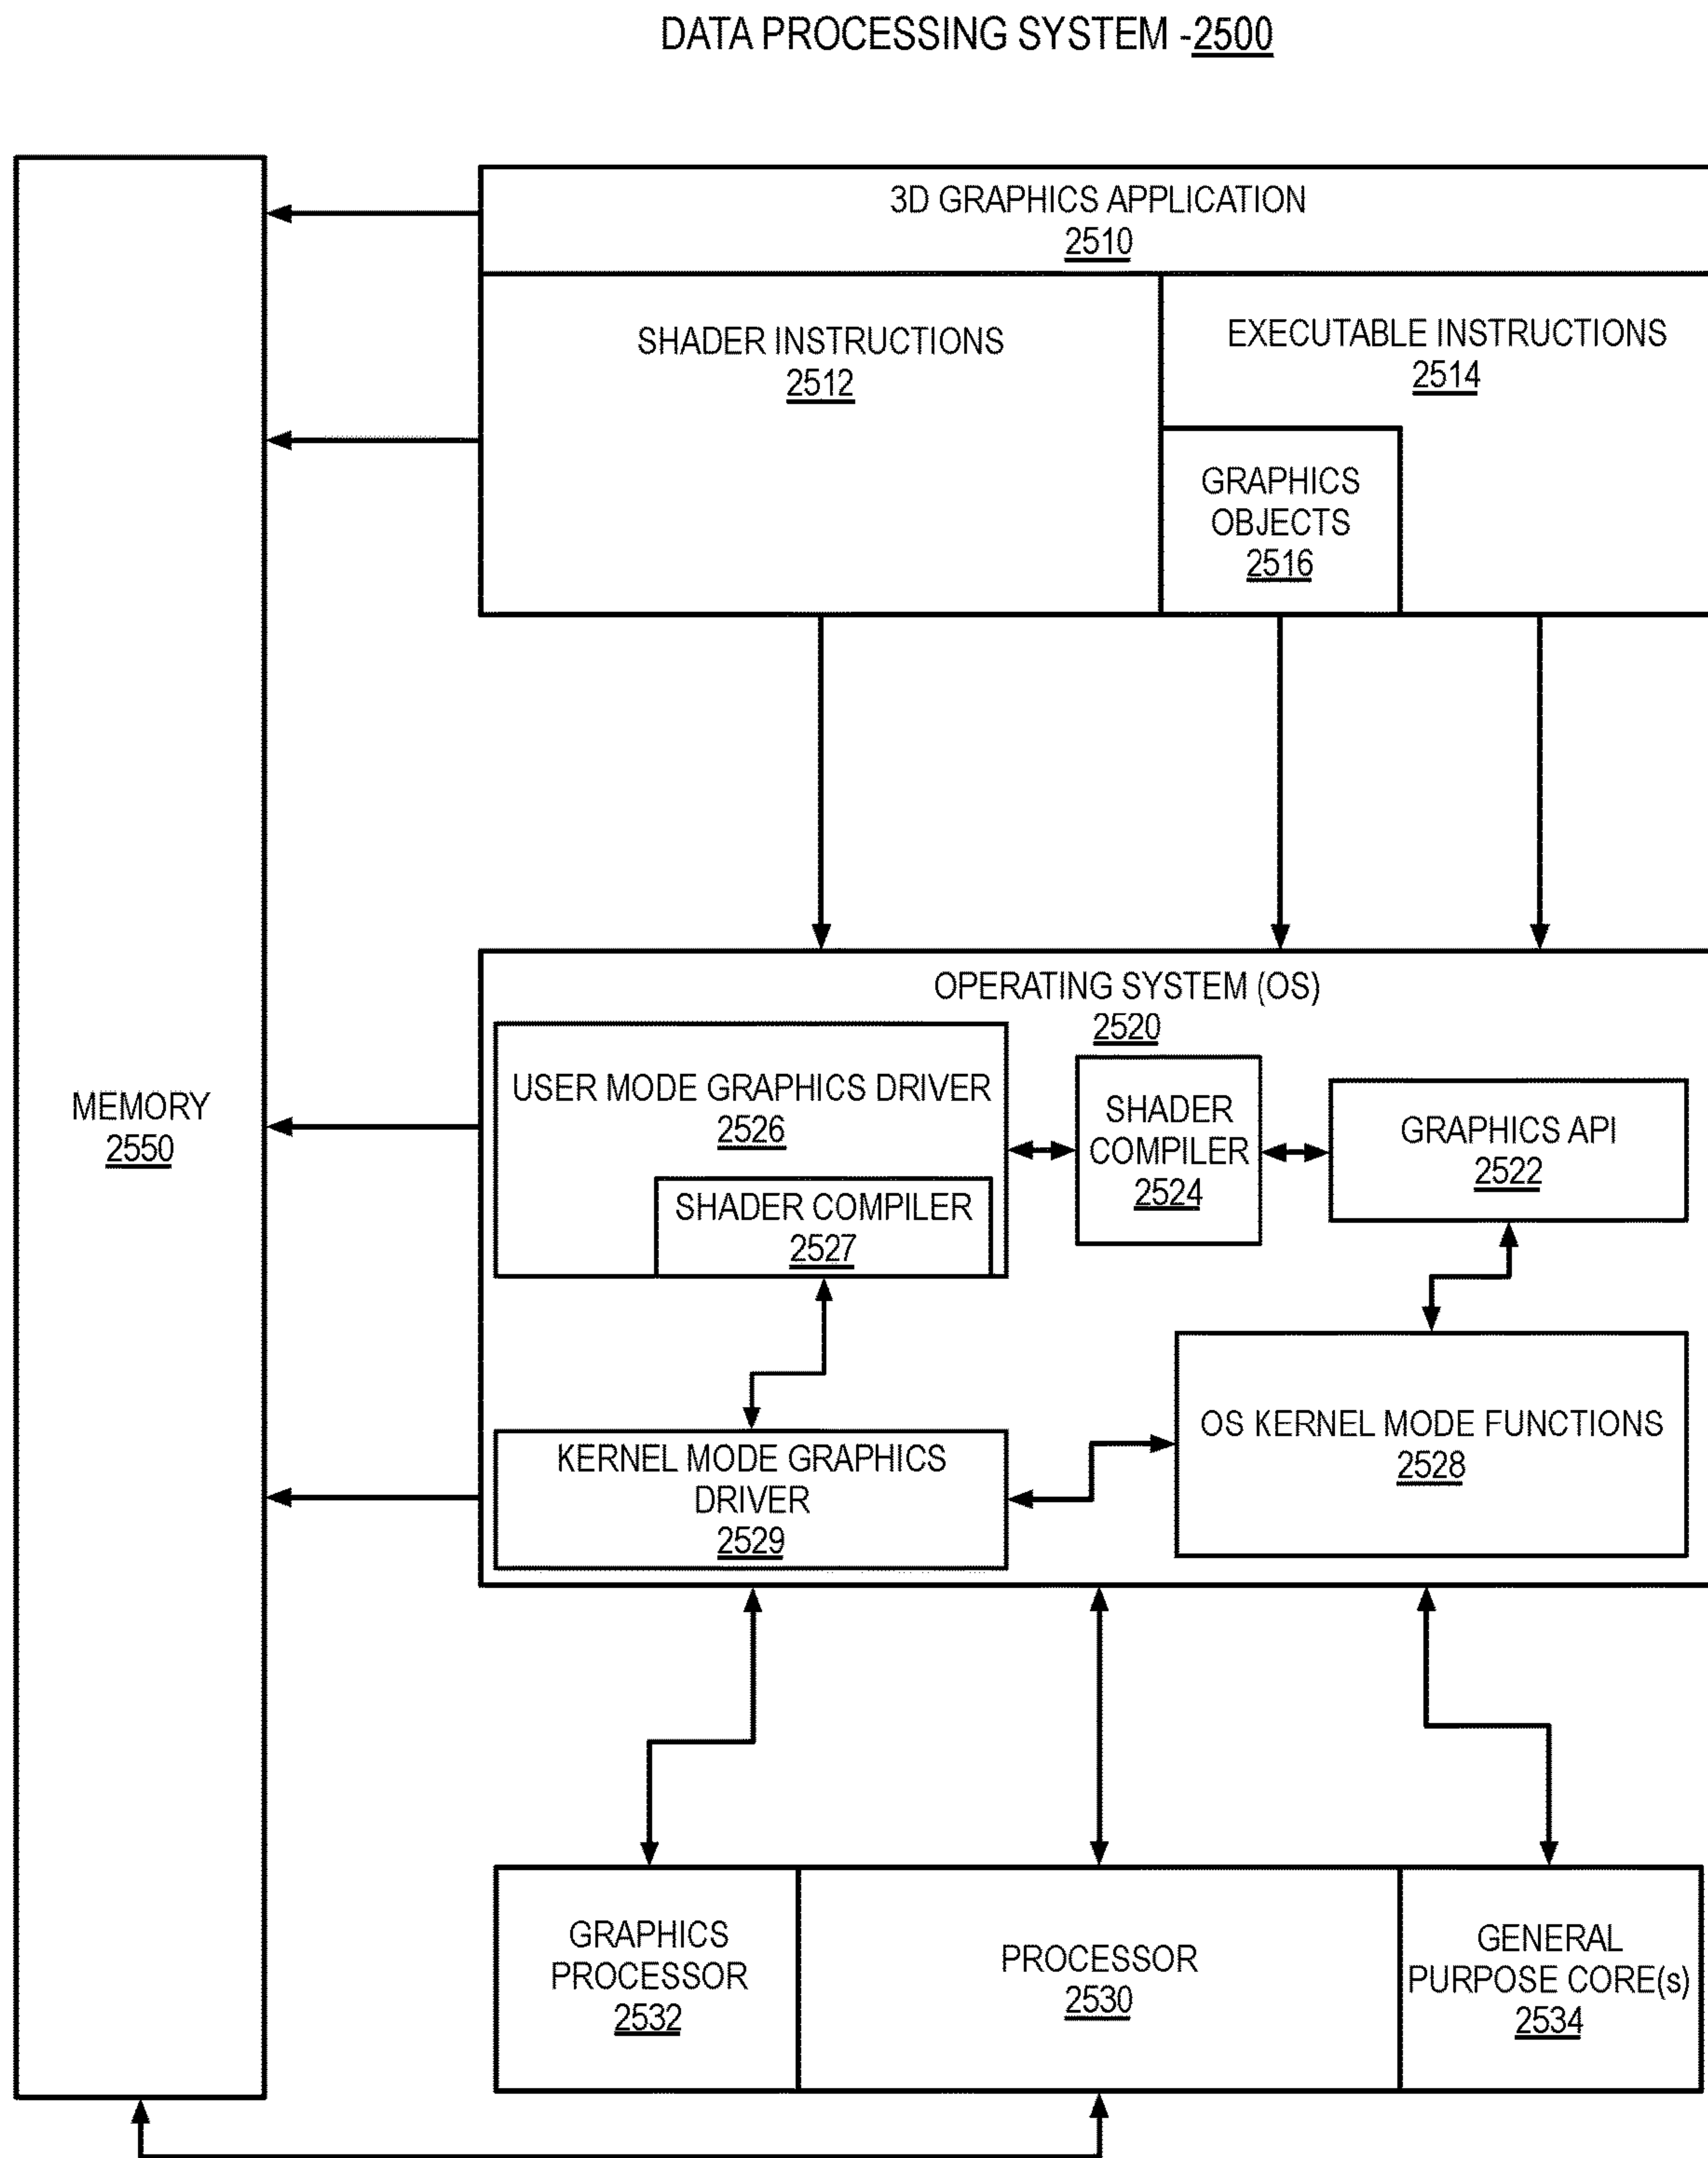 DATA PROCESSING SYSTEM -2500
3D GRAPHICS APPLICATION
2510
SHADER INSTRUCTIONS
2512
EXECUTABLE INSTRUCTIONS
2514
GRAPHICS
OBJECTS
2516
MEMORY
2550
OPERATING SYSTEM (OS)
2520
USER MODE GRAPHICS DRIVER
2526
SHADER COMPILER
2527
SHADER
COMPILER
2524
GRAPHICS API
2522
KERNEL MODE GRAPHICS
DRIVER
2529
OS KERNEL MODE FUNCTIONS
2528
GRAPHICS
PROCESSOR
2532
PROCESSOR
2530
GENERAL
PURPOSE CORE(s)
2534